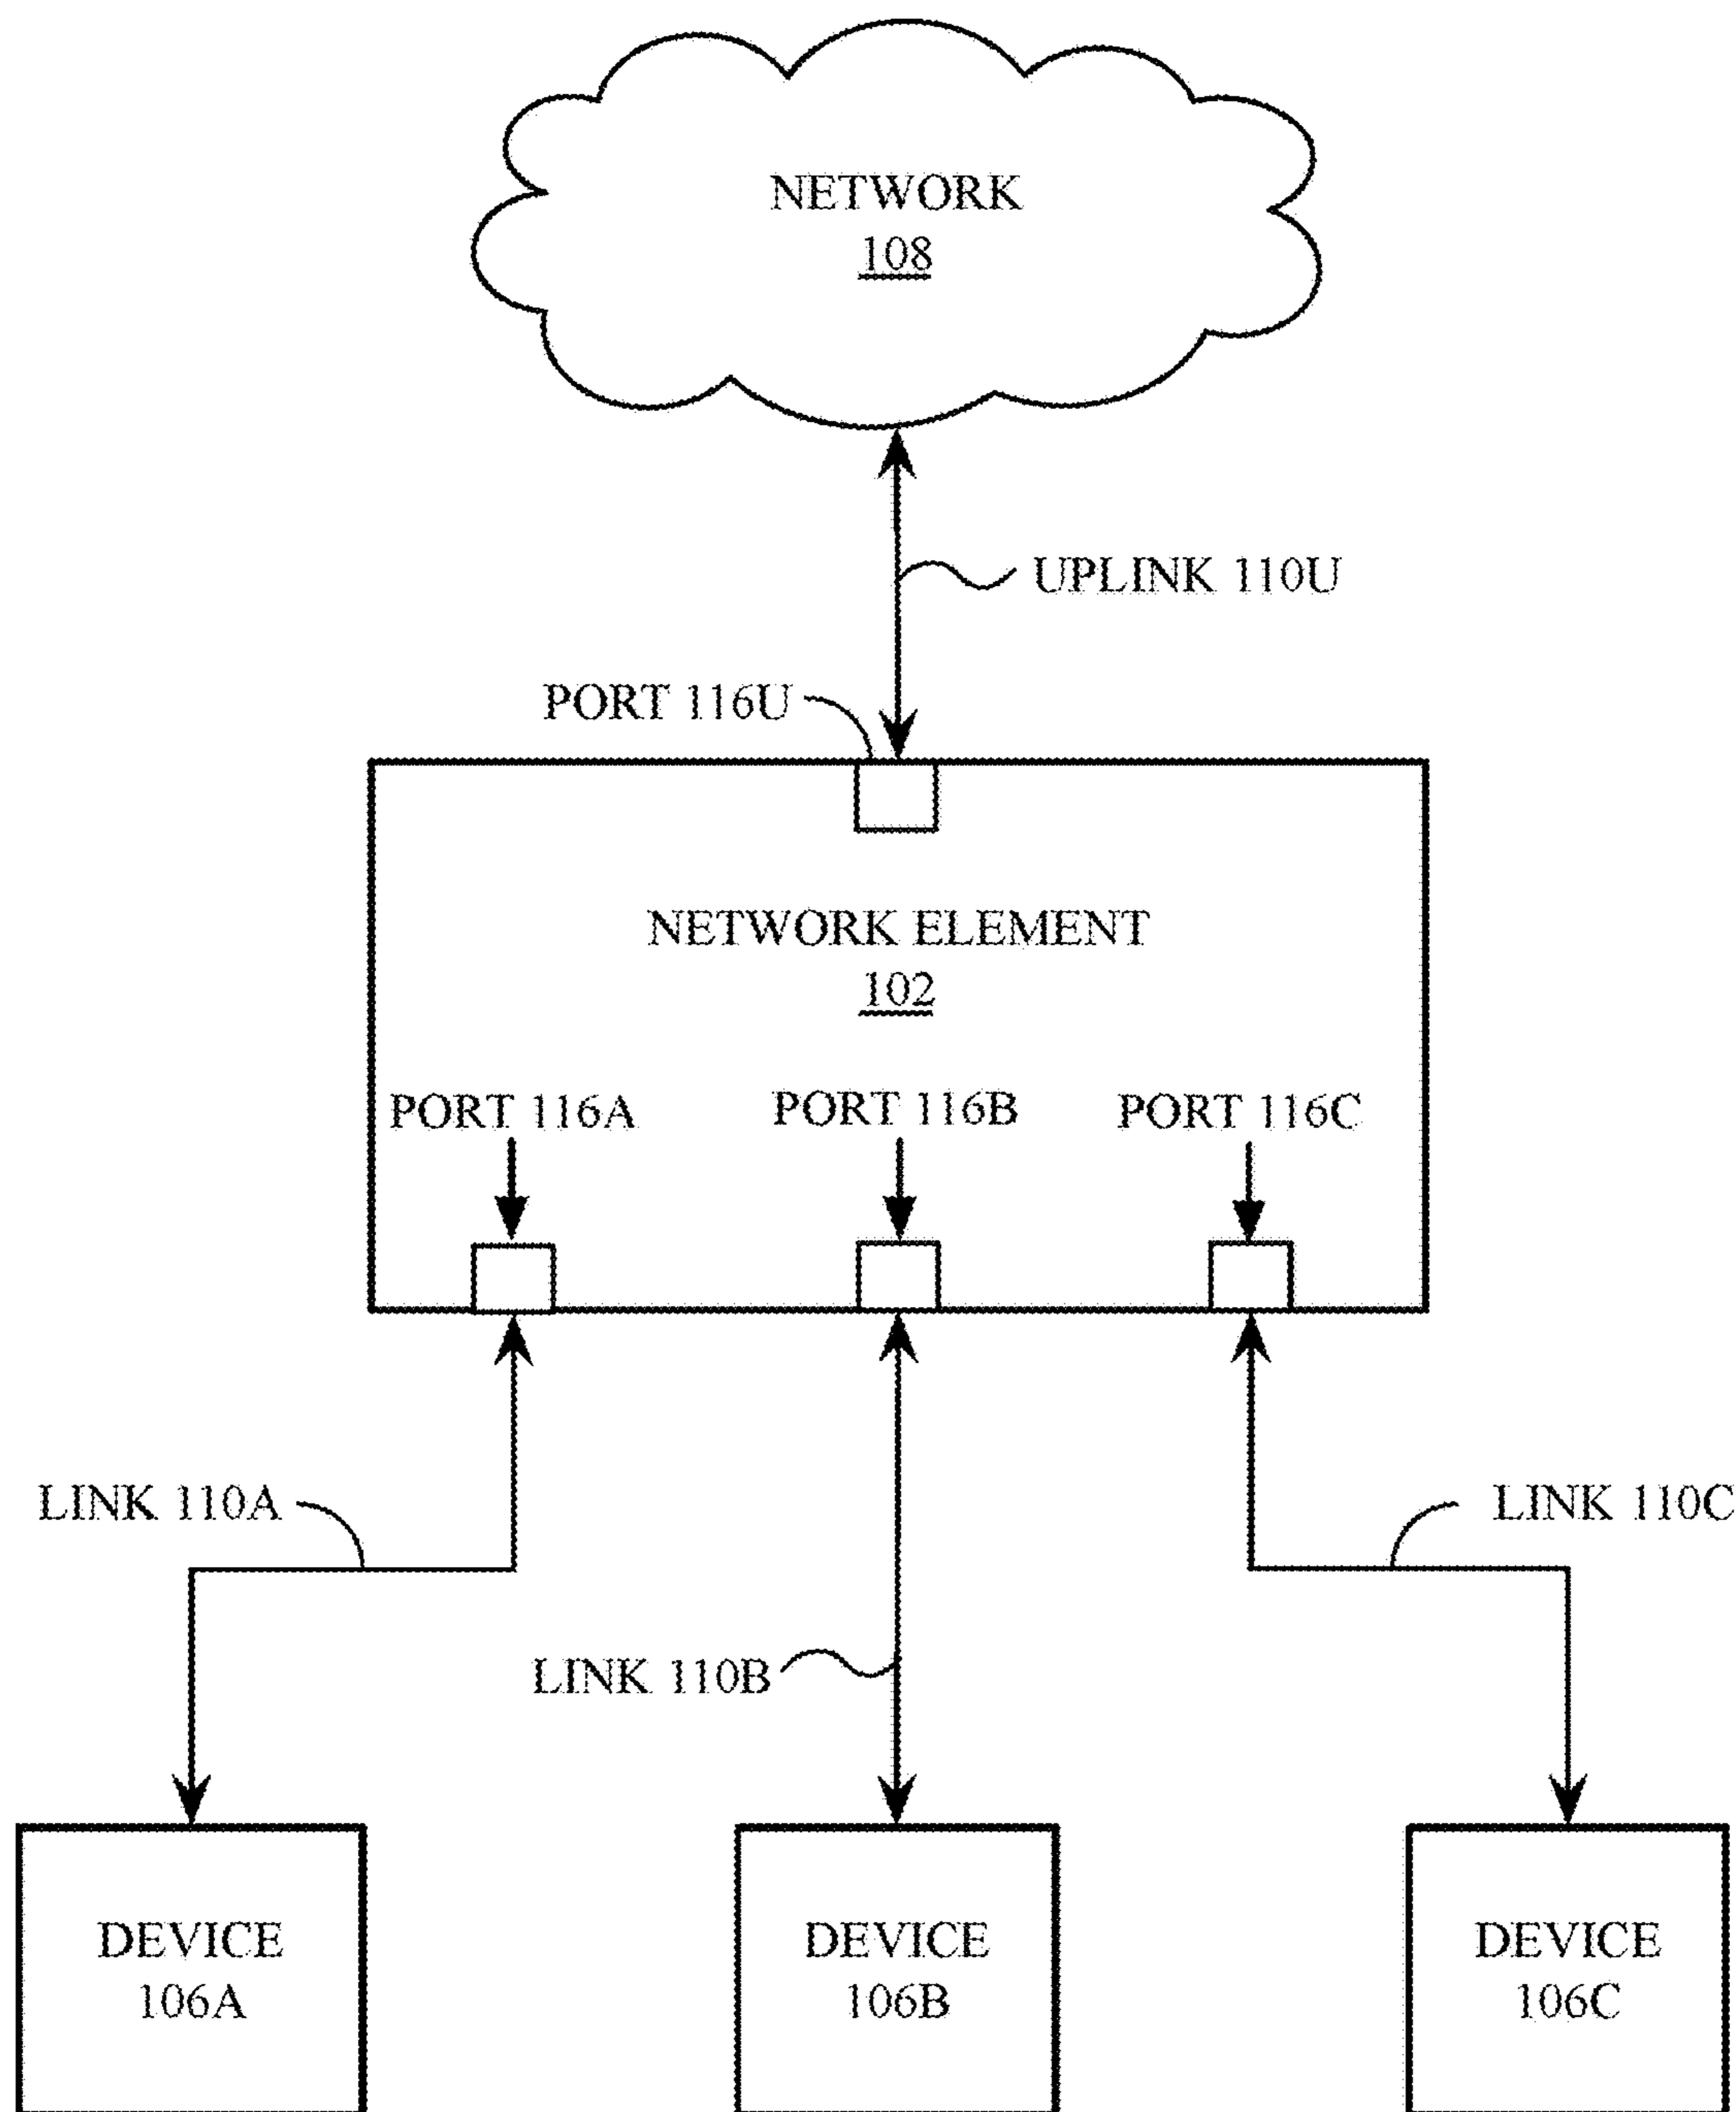 NETWORK
108
UPLINK 110U
PORT 116U
NETWORK ELEMENT
102
PORT 116A
PORT 116B
PORT 116C
LINK 110A
LINK 110C
LINK 110B
DEVICE
106A
DEVICE
106B
DEVICE
106C